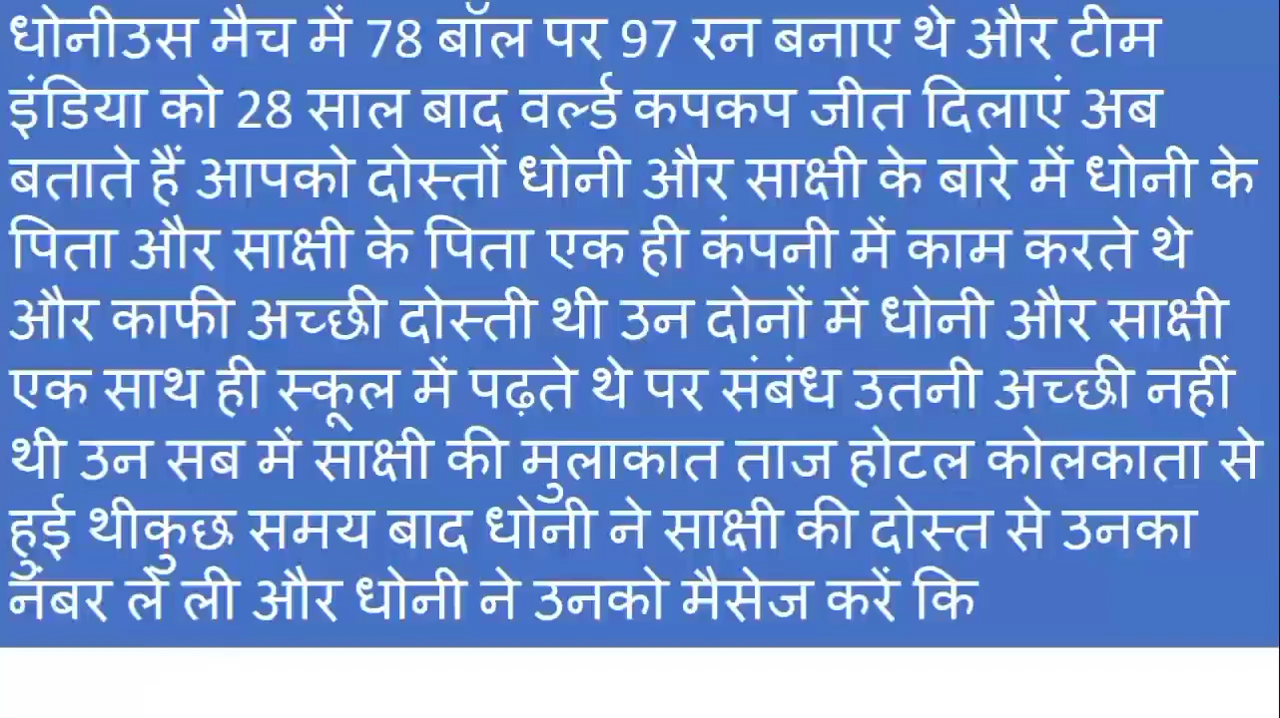 धोनीउस मैच में 78 बॉल पर 97 रन बनाए थे और टीम
इंडिया को 28 साल बाद वर्ल्ड कपकप जीत दिलाएं अब
बताते हैं आपको दोस्तों धोनी और साक्षी के बारे में धोनी के
पिता और साक्षी के पिता एक ही कंपनी में काम करते थे
और काफी अच्छी दोस्ती थी उन दोनों में धोनी और साक्षी
एक साथ ही स्कूल में पढ़ते थे पर संबंध उतनी अच्छी नहीं
थी उन सब में साक्षी की मुलाकात ताज होटल कोलकाता से
हुई थीकुछ समय बाद धोनी ने साक्षी की दोस्त से उनका
नंबर ले ली और धोनी ने उनको मैसेज करें कि